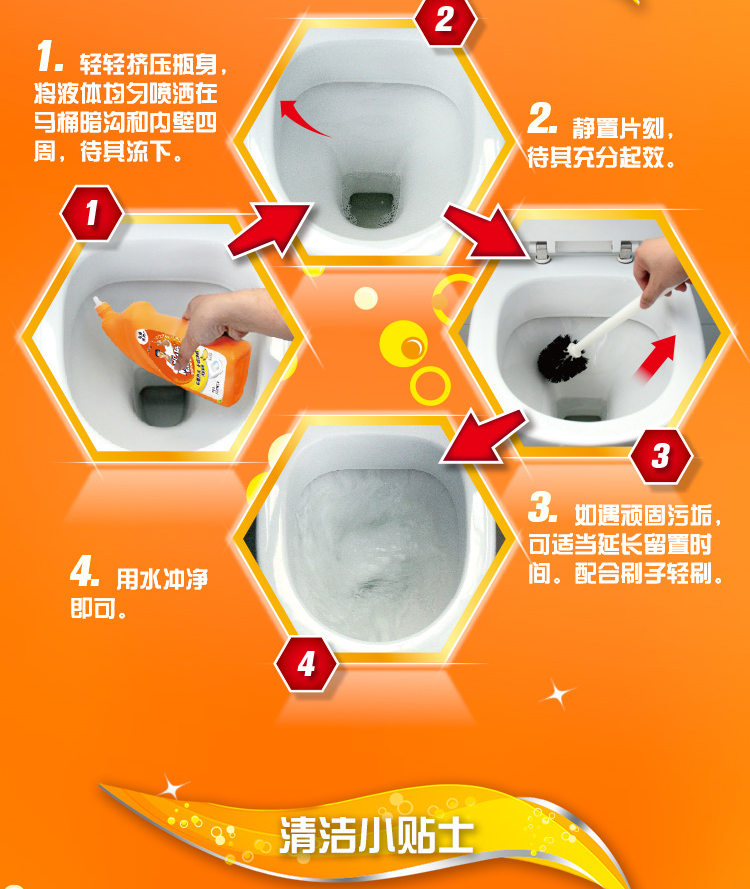 1. 轻轻挤压瓶身，
将液体均匀喷洒在
马桶暗沟和内壁四
周，待其流下。
2
2. 静置片刻，
待其充分起效。
1
3
3. 如遇顽固污垢，
可适当延长留置时
间。配合刷子轻刷。
4. 用水冲净
即可。
4
清洁小贴士